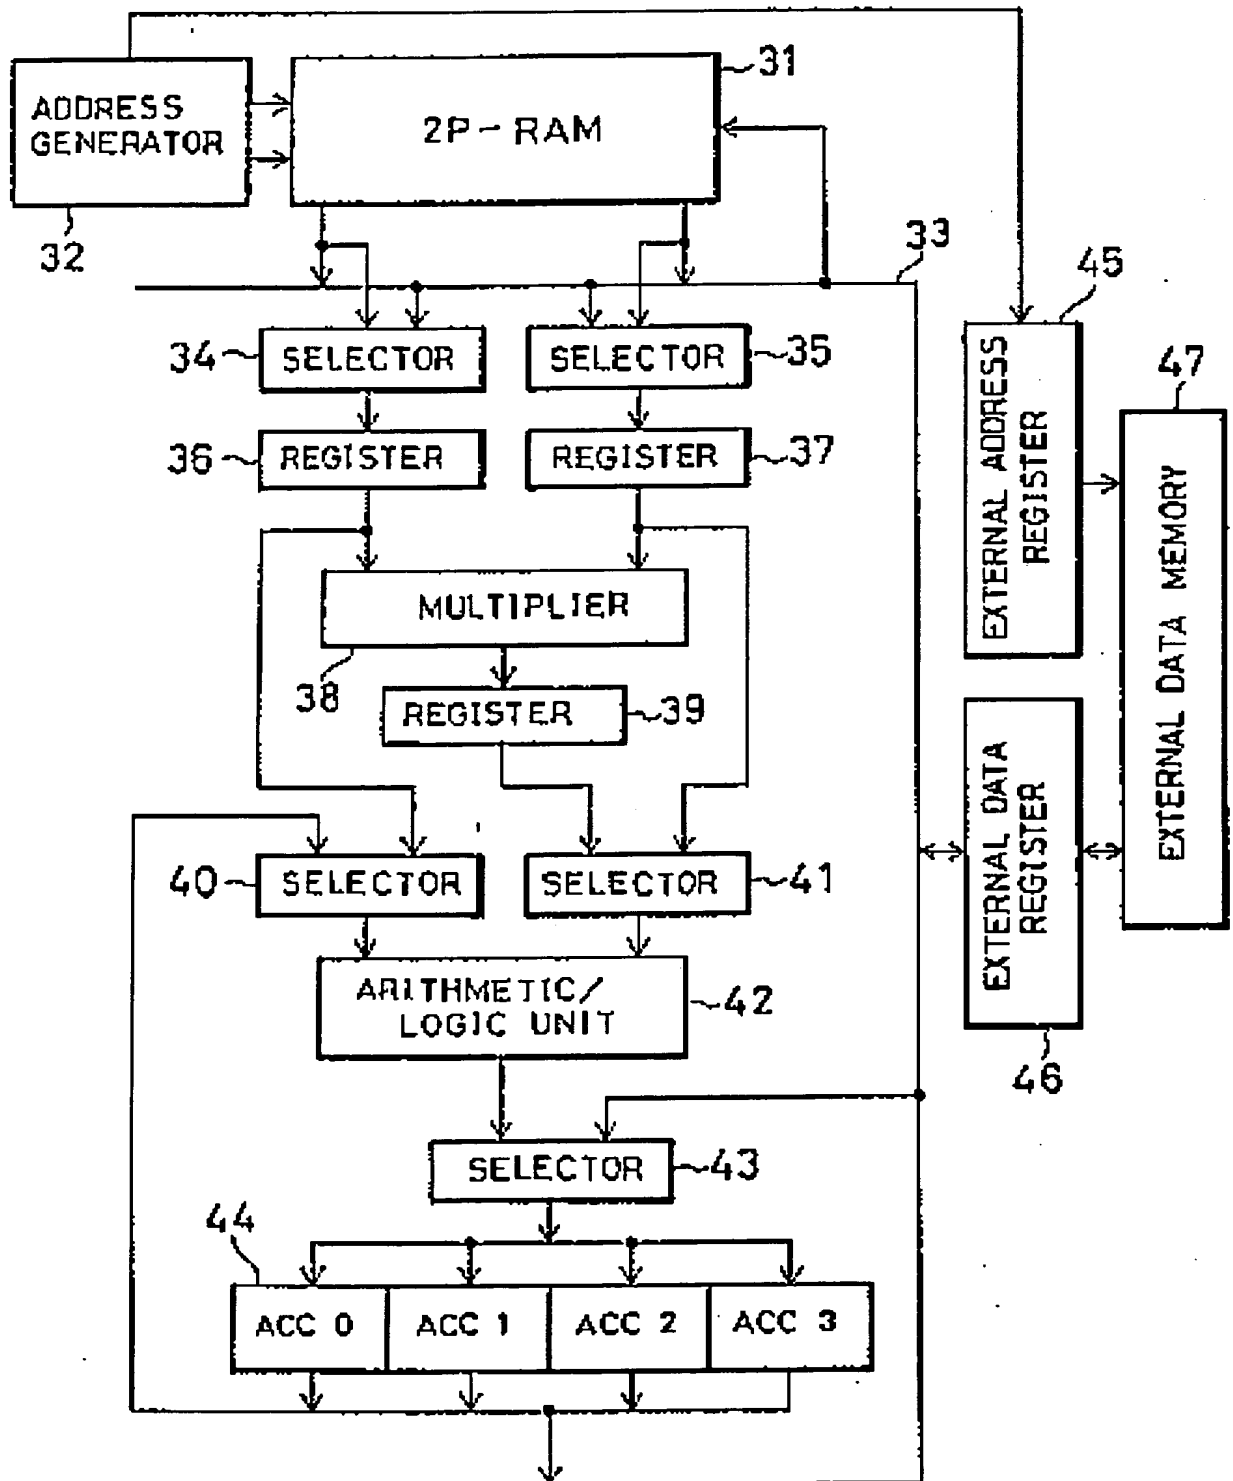 31
ADDRESS
GENERATOR
2P-RAM
32
33
45
34
SELECTOR
SELECTOR
35
47
36
REGISTER
REGISTER
37
EXTERNAL ADDRESS
REGISTER
EXTERNAL DATA MEMORY
MULTIPLIER
38
REGISTER
39
40
SELECTOR
SELECTOR
41
EXTERNAL DATA
REGISTER
ARITHMETIC/
LOGIC UNIT
42
46
SELECTOR
43
44
ACC 0
ACC 1
ACC 2
ACC 3